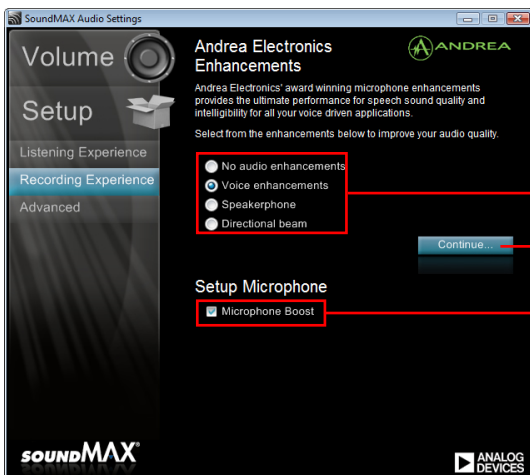 SoundMAX Audio Settings
Volume
Setup
Listening Experience
Recording Experience
Advanced
Andrea Electronics
Enhancements
ANDREA
Andrea Electronics' award winning microphone enhancements
provides the ultimate performance for speech sound quality and
intelligibility for all your voice driven applications.
Select from the enhancements below to improve your audio quality.
No audio enhancements
Voice enhancements
Speakerphone
Directional beam
Continue...
Setup Microphone
Microphone Boost
SOUNDMAX
ANALOG
DEVICES